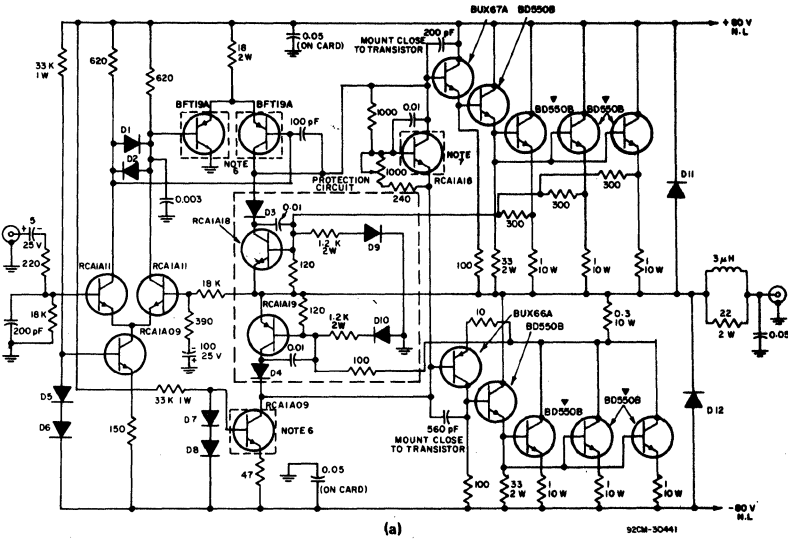 BUX67A
BD550B
+80 V
N.L
200 pF
MOUNT CLOSE
TO TRANSISTOR
0.05
(ON CARD)
18
2W
33 K
1 W
620
620
BFT19A
BFT19A
100 pF
D1
D2
NOTE
6
1000
0.01
NOTE
7
1000
RCA1A18
240
BD550B
BD550B
0.003
PROTECTION
CIRCUIT
300
300
300
D11
D3
0.01
RCA1A18
1.2 K
2W
D9
120
100
33
2 W
1
10 W
1
10 W
1
10 W
3 µH
22
2 W
0.05
5
25 V
220
RCA1A11
RCA1A11
18 K
200 pF
18 K
RCA1A09
390
100
25 V
RCA1A19
120
1.2 K
2W
D10
0.01
100
D4
10
BUX66A
BD550B
0.3
10 W
D5
D6
33 K 1 W
D7
D8
RCA1A09
NOTE 6
150
47
0.05
(ON CARD)
560 pF
MOUNT CLOSE
TO TRANSISTOR
BD550B
BD550B
D12
100
33
2 W
1
10 W
1
10 W
1
10 W
-80 V
N.L
(a)
92CM-30441